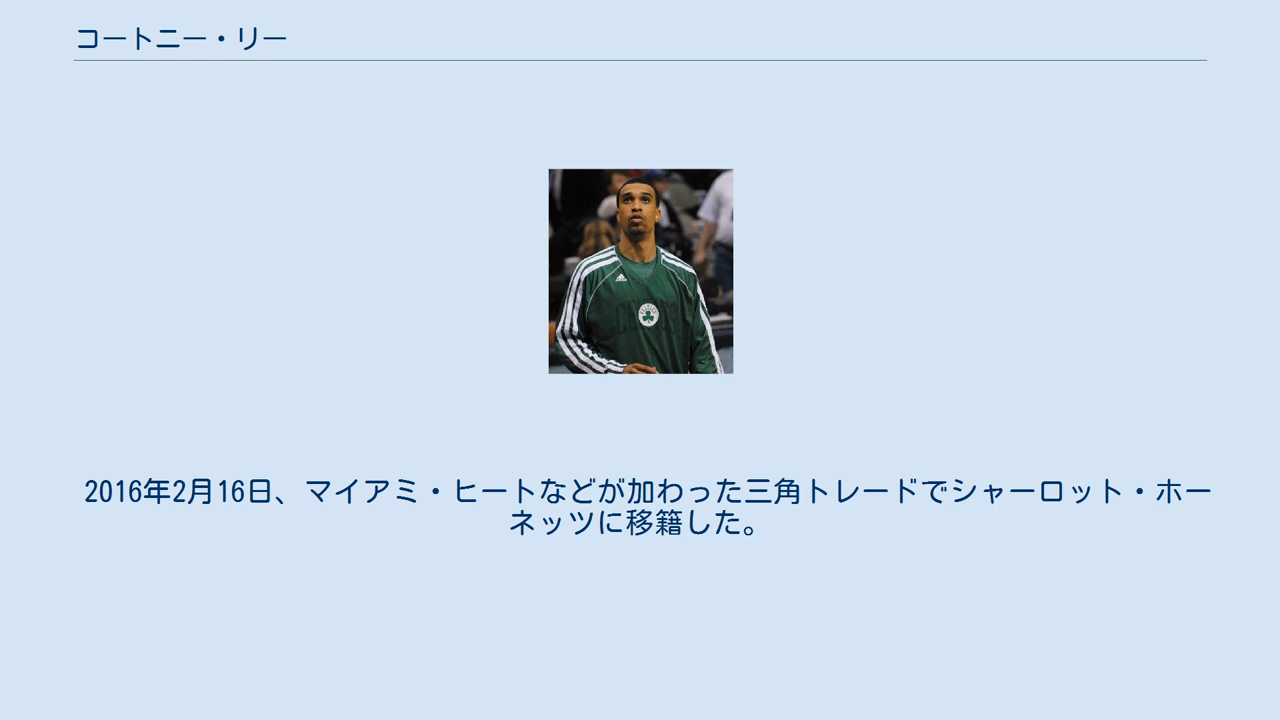 コートニー・リー
2016年2月16日、マイアミ・ヒートなどが加わった三角トレードでシャーロット・ホー
ネッツに移籍した。